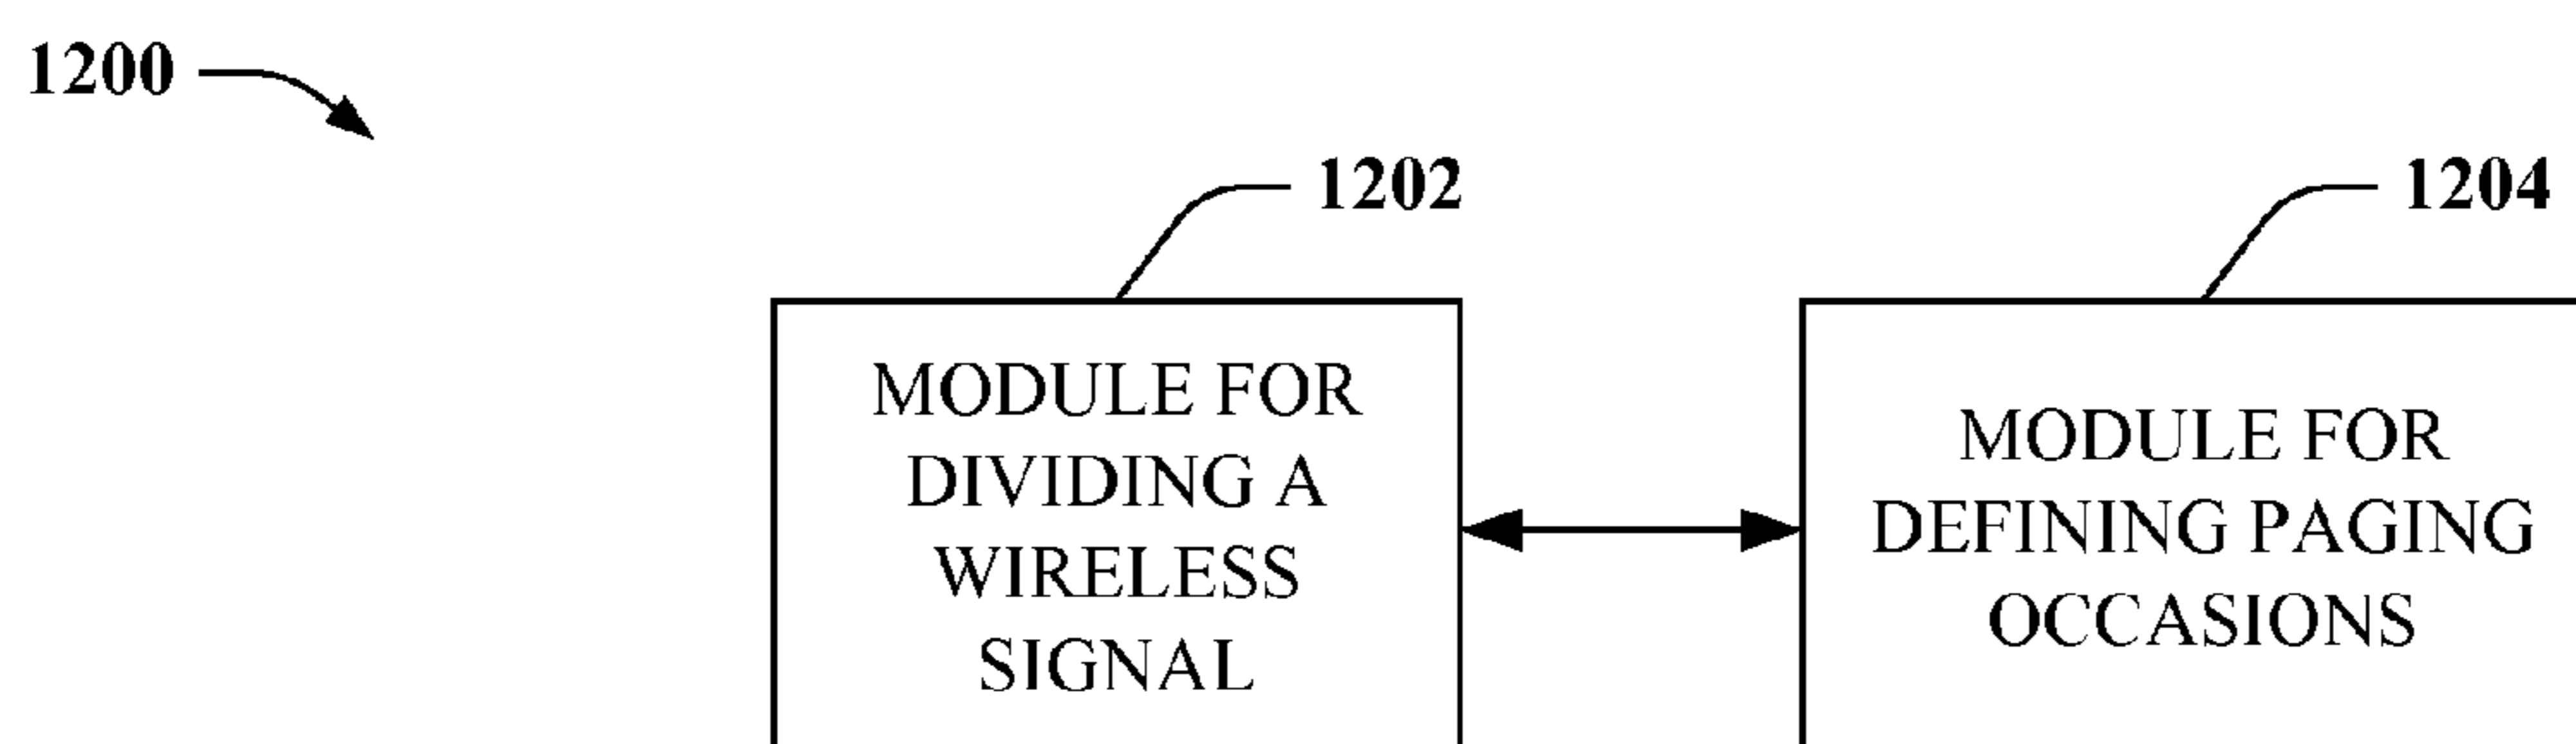 1200
1202
1204
MODULE FOR
DIVIDING A
WIRELESS
SIGNAL
MODULE FOR
DEFINING PAGING
OCCASIONS